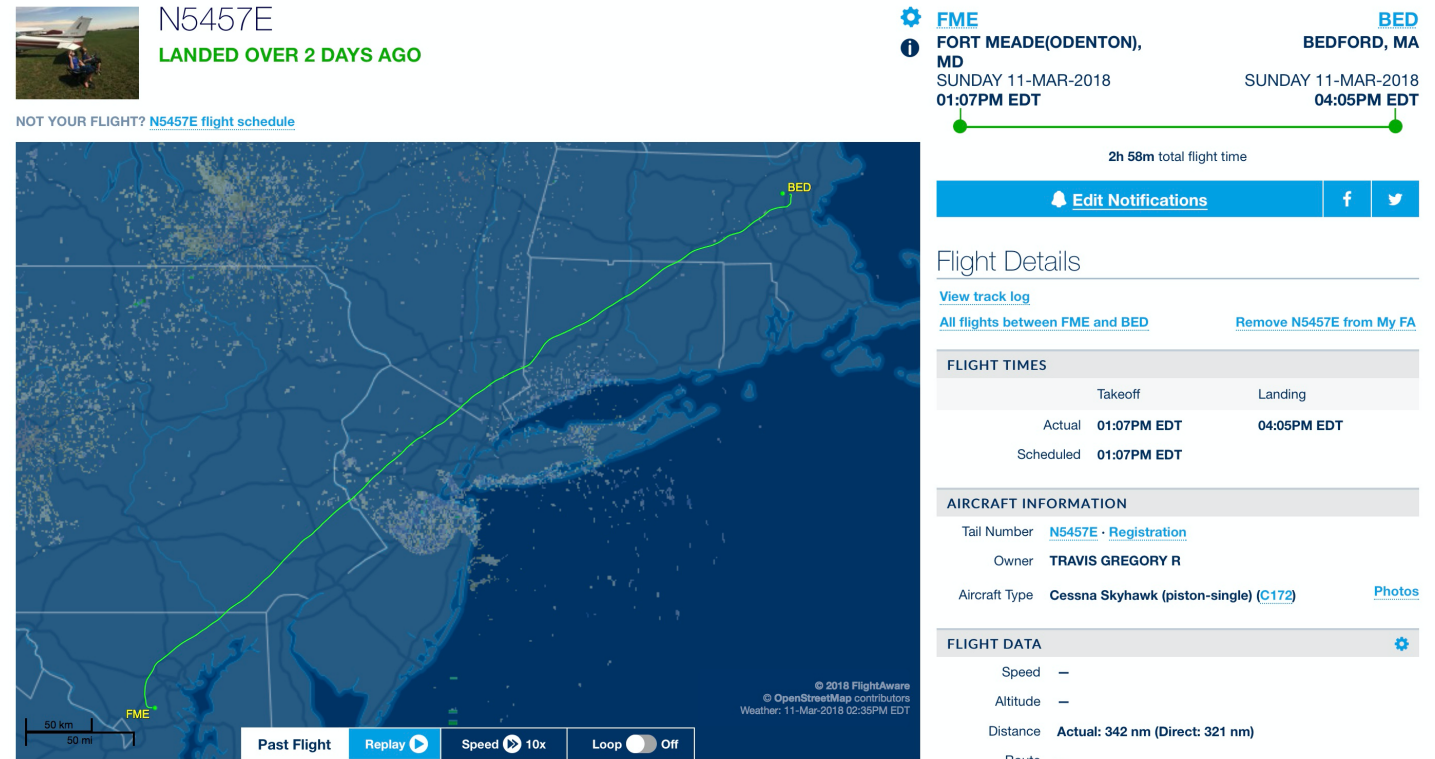 N5457E
LANDED OVER 2 DAYS AGO
NOT YOUR FLIGHT? N5457E flight schedule
BED
FME
50 km
50 mi
© 2018 FlightAware
© OpenStreetMap contributors
Weather: 11-Mar-2018 02:35PM EDT
Past Flight Replay Speed 10x Loop Off
FME BED
FORT MEADE(ODENTON), BEDFORD, MA
MD
SUNDAY 11-MAR-2018 SUNDAY 11-MAR-2018
01:07PM EDT 04:05PM EDT
2h 58m total flight time
Edit Notifications
Flight Details
View track log
All flights between FME and BED Remove N5457E from My FA
FLIGHT TIMES
Takeoff Landing
Actual 01:07PM EDT 04:05PM EDT
Scheduled 01:07PM EDT
AIRCRAFT INFORMATION
Tail Number N5457E · Registration
Owner TRAVIS GREGORY R
Aircraft Type Cessna Skyhawk (piston-single) (C172) Photos
FLIGHT DATA
Speed —
Altitude —
Distance Actual: 342 nm (Direct: 321 nm)